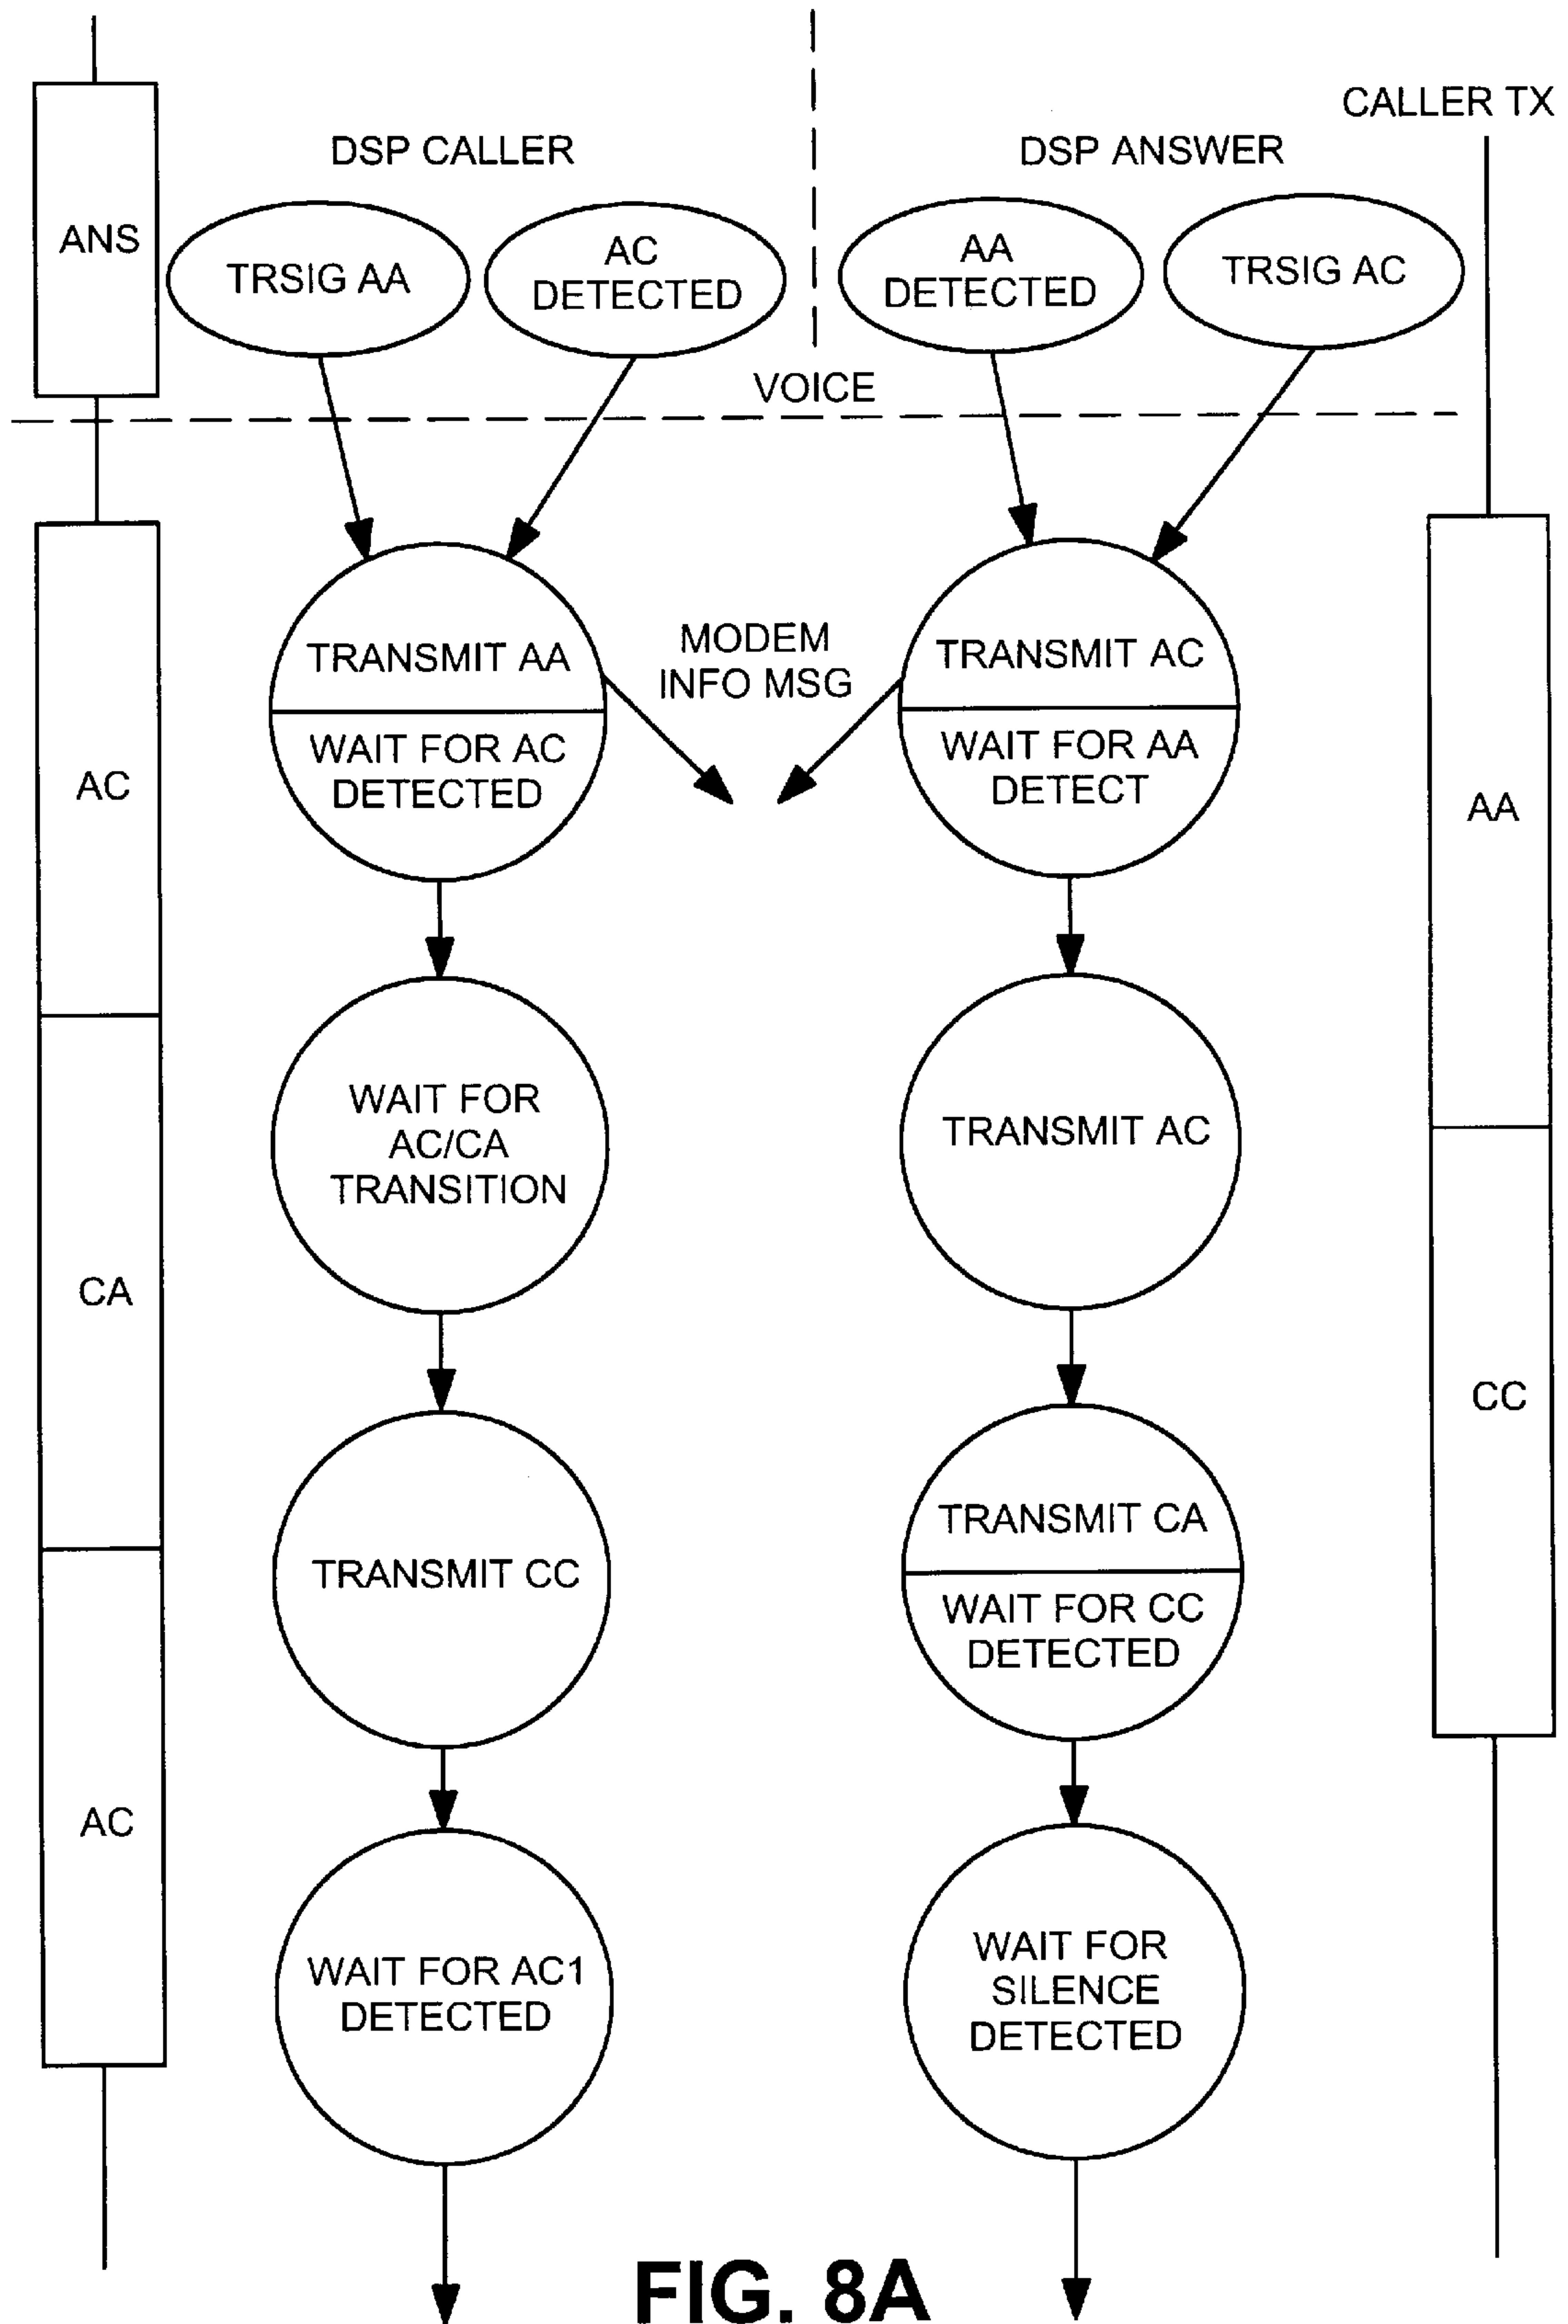 CALLER TX
DSP CALLER
DSP ANSWER
ANS
TRSIG AA
AC
DETECTED
AA
DETECTED
TRSIG AC
VOICE
TRANSMIT AA
WAIT FOR AC
DETECTED
MODEM
INFO MSG
TRANSMIT AC
WAIT FOR AA
DETECT
AC
AA
WAIT FOR
AC/CA
TRANSITION
TRANSMIT AC
CA
CC
TRANSMIT CC
TRANSMIT CA
WAIT FOR CC
DETECTED
AC
WAIT FOR AC1
DETECTED
WAIT FOR
SILENCE
DETECTED
FIG. 8A